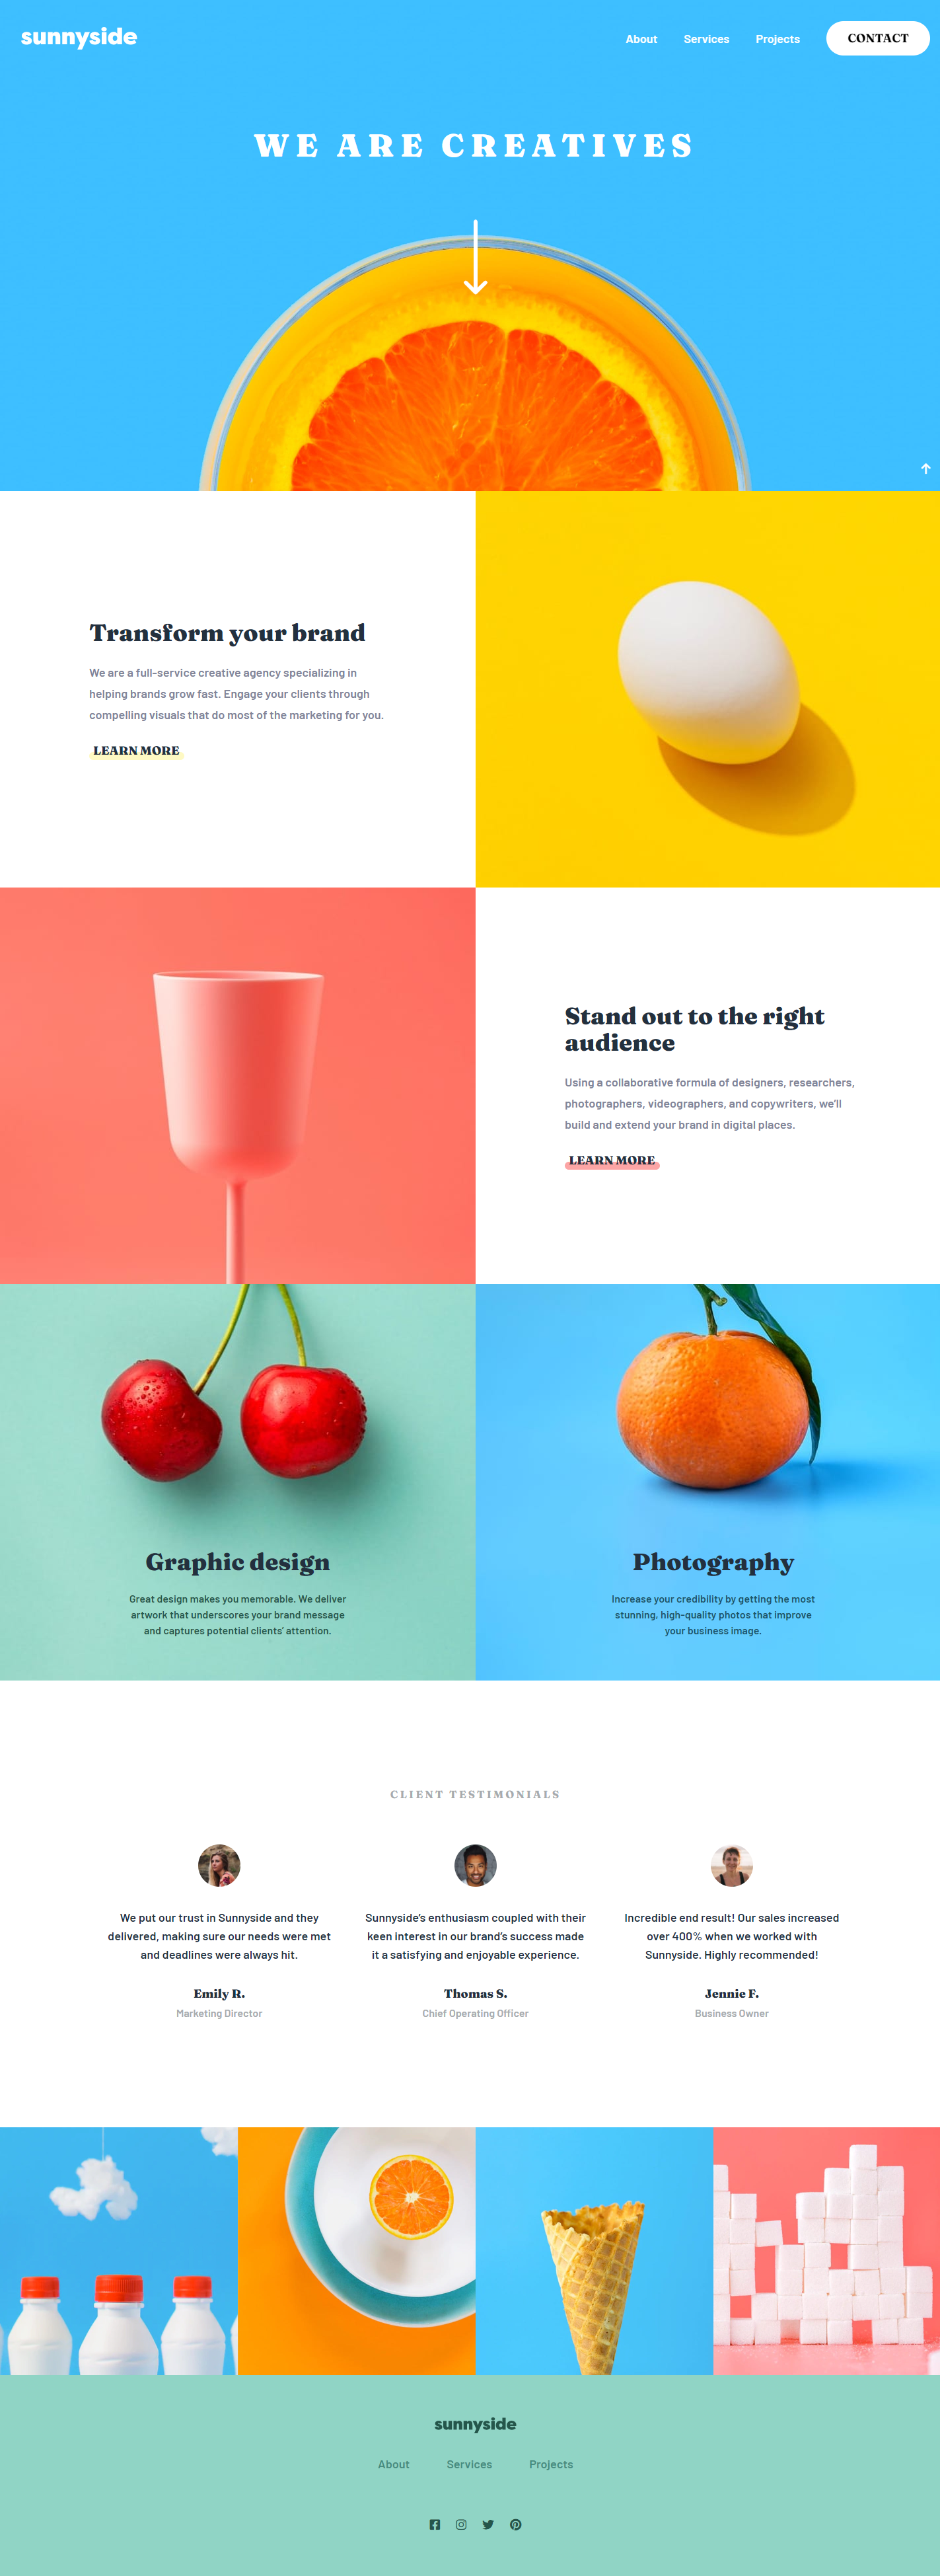 sunnyside
About Services Projects CONTACT
WE ARE CREATIVES
Transform your brand
We are a full-service creative agency specializing in
helping brands grow fast. Engage your clients through
compelling visuals that do most of the marketing for you.
LEARN MORE
Stand out to the right
audience
Using a collaborative formula of designers, researchers,
photographers, videographers, and copywriters, we'll
build and extend your brand in digital places.
LEARN MORE
Graphic design
Great design makes you memorable. We deliver
artwork that underscores your brand message
and captures potential clients' attention.
Photography
Increase your credibility by getting the most
stunning, high-quality photos that improve
your business image.
CLIENT TESTIMONIALS
We put our trust in Sunnyside and they
delivered, making sure our needs were met
and deadlines were always hit.
Emily R.
Marketing Director
Sunnyside's enthusiasm coupled with their
keen interest in our brand's success made
it a satisfying and enjoyable experience.
Thomas S.
Chief Operating Officer
Incredible end result! Our sales increased
over 400% when we worked with
Sunnyside. Highly recommended!
Jennie F.
Business Owner
sunnyside
About Services Projects